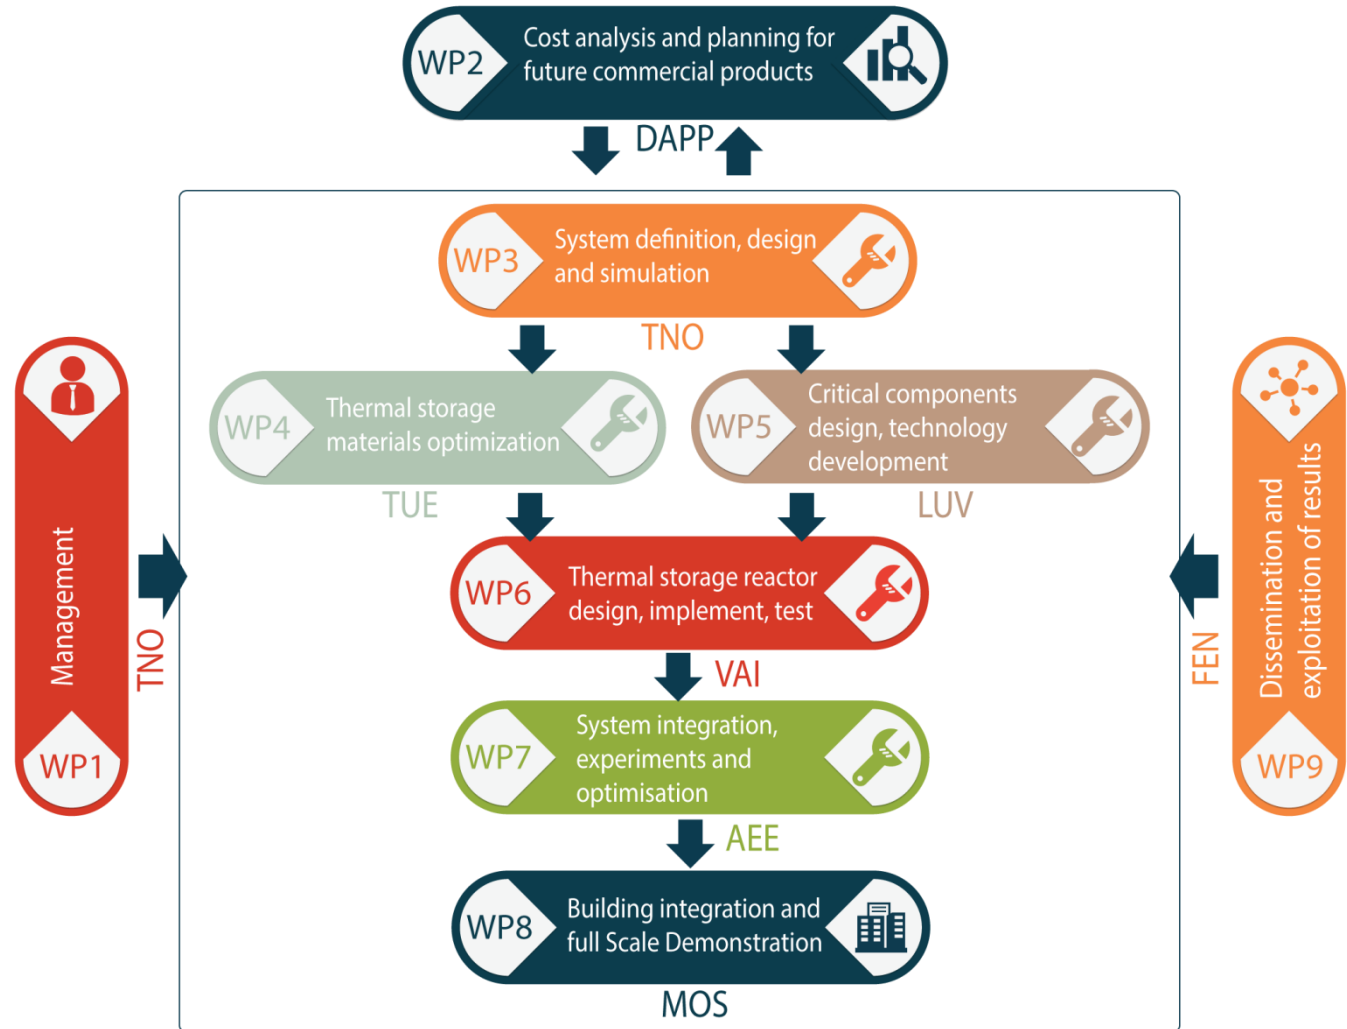 WP2
Cost analysis and planning for
future commercial products
DAPP
WP3
System definition, design
and simulation
TNO
WP4
Thermal storage
materials optimization
TUE
WP5
Critical components
design, technology
development
LUV
WP6
Thermal storage reactor
design, implement, test
VAI
WP7
System integration,
experiments and
optimisation
AEE
WP8
Building integration and
full Scale Demonstration
MOS
Management
WP1
TNO
Dissemination and
exploitation of results
WP9
FEN